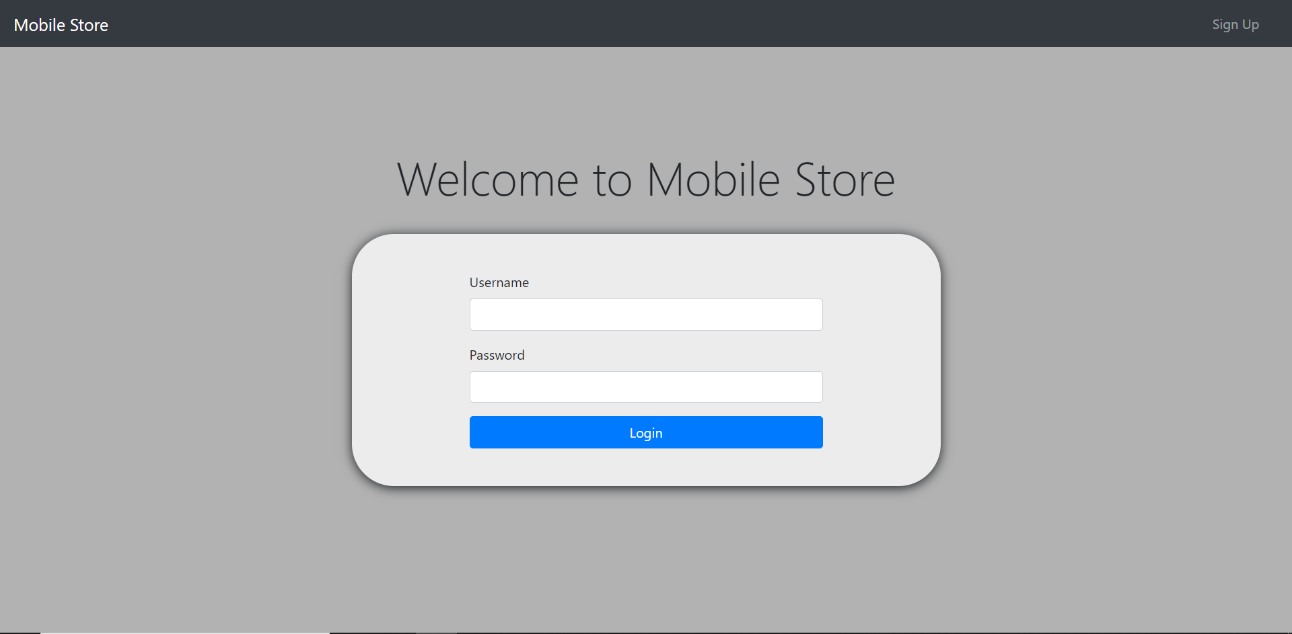 Mobile Store
Sign Up
Welcome to Mobile Store
Username
Password
Login